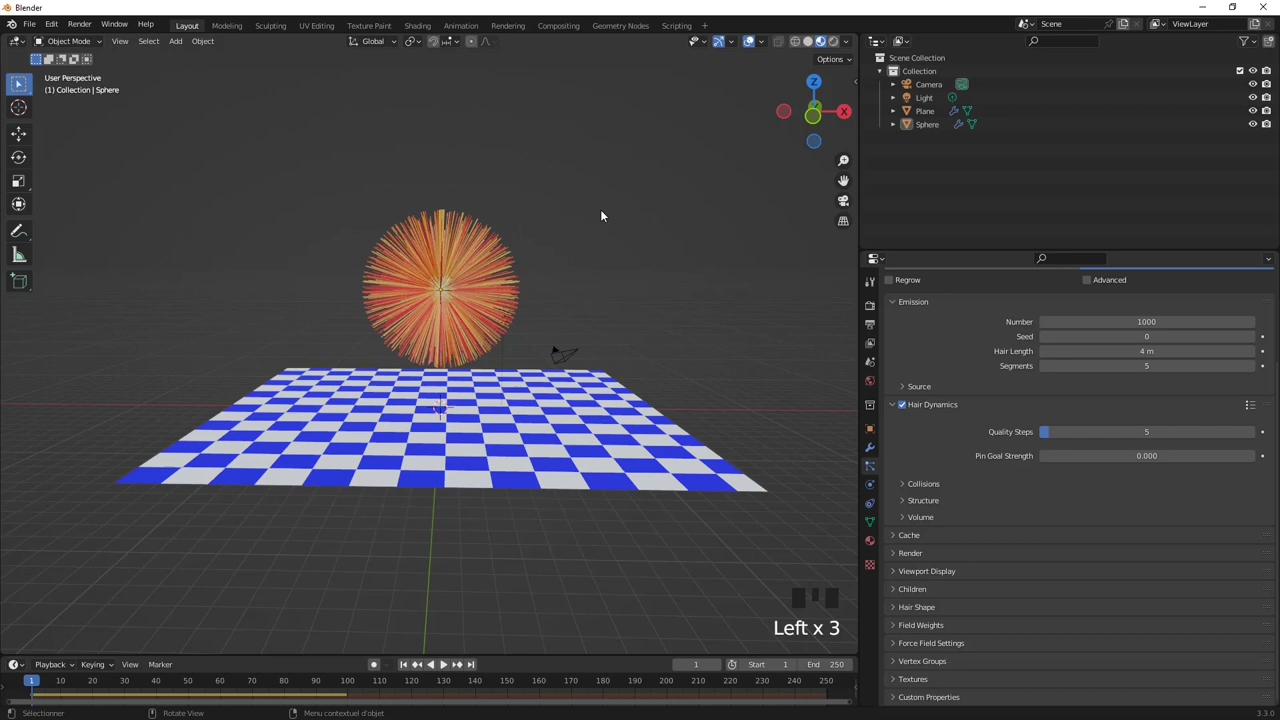 Blender
File Edit Render Window Help Layout Modeling Sculpting UV Editing Texture Paint Shading Animation Rendering Compositing Geometry Nodes Scripting + Scene ViewLayer
Object Mode View Select Add Object Global
Options
User Perspective
(1) Collection | Sphere
Z
X
Scene Collection
Collection
Camera
Light
Plane
Sphere
Regrow Advanced
Emission
Number 1000
Seed 0
Hair Length 4 m
Segments 5
Source
Hair Dynamics
Quality Steps 5
Pin Goal Strength 0.000
Collisions
Structure
Volume
Cache
Render
Viewport Display
Children
Hair Shape
Field Weights
Force Field Settings
Vertex Groups
Textures
Custom Properties
Left x 3
Playback Keying View Marker 1 Start 1 End 250
1 10 20 30 40 50 60 70 80 90 100 110 120 130 140 150 160 170 180 190 200 210 220 230 240 250
Sélectionner Rotate View Menu contextuel d'objet 3.3.0